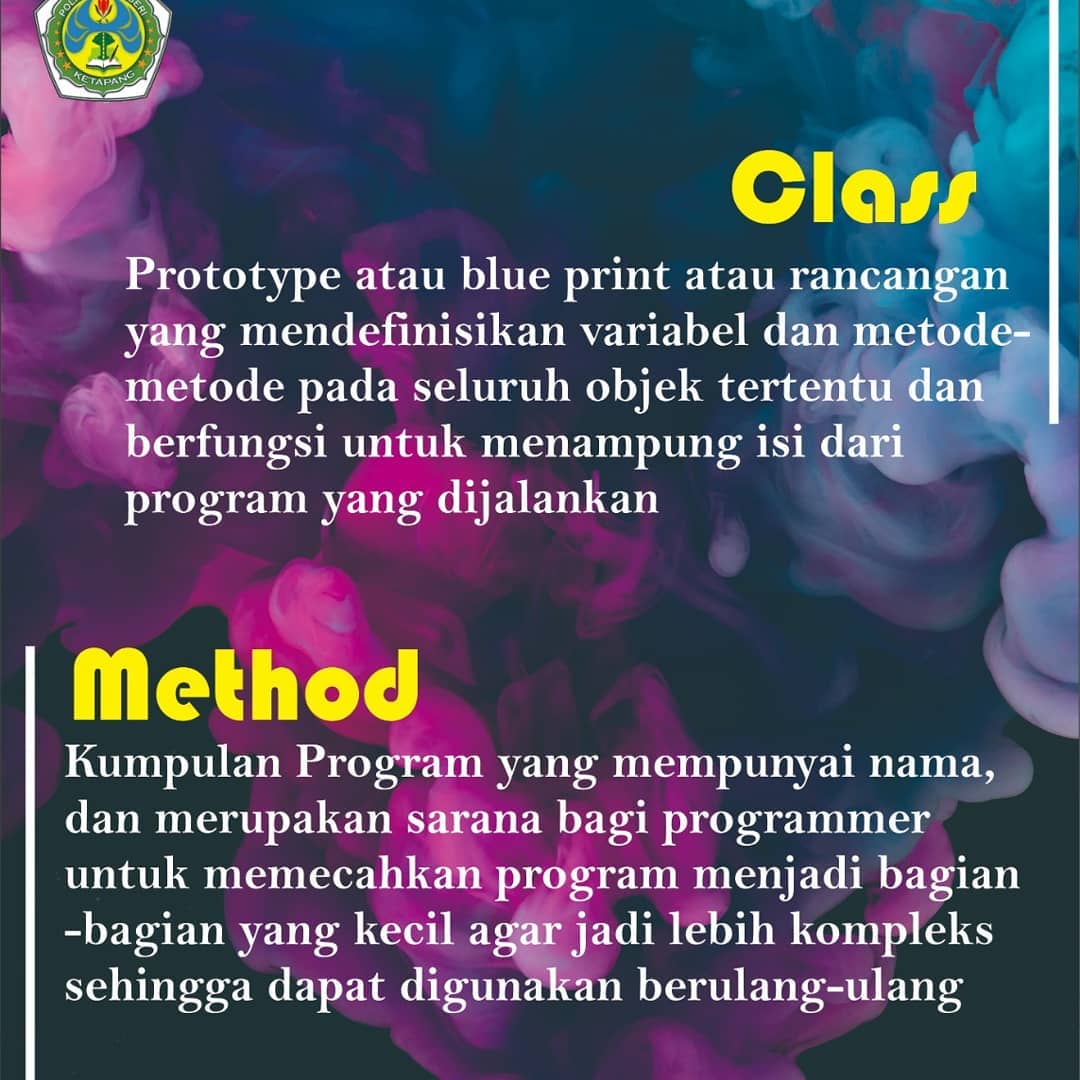 KETAPANG
Class
Prototype atau blue print atau rancangan
yang mendefinisikan variabel dan metode-
metode pada seluruh objek tertentu dan
berfungsi untuk menampung isi dari
program yang dijalankan
Method
Kumpulan Program yang mempunyai nama,
dan merupakan sarana bagi programmer
untuk memecahkan program menjadi bagian
-bagian yang kecil agar jadi lebih kompleks
sehingga dapat digunakan berulang-ulang